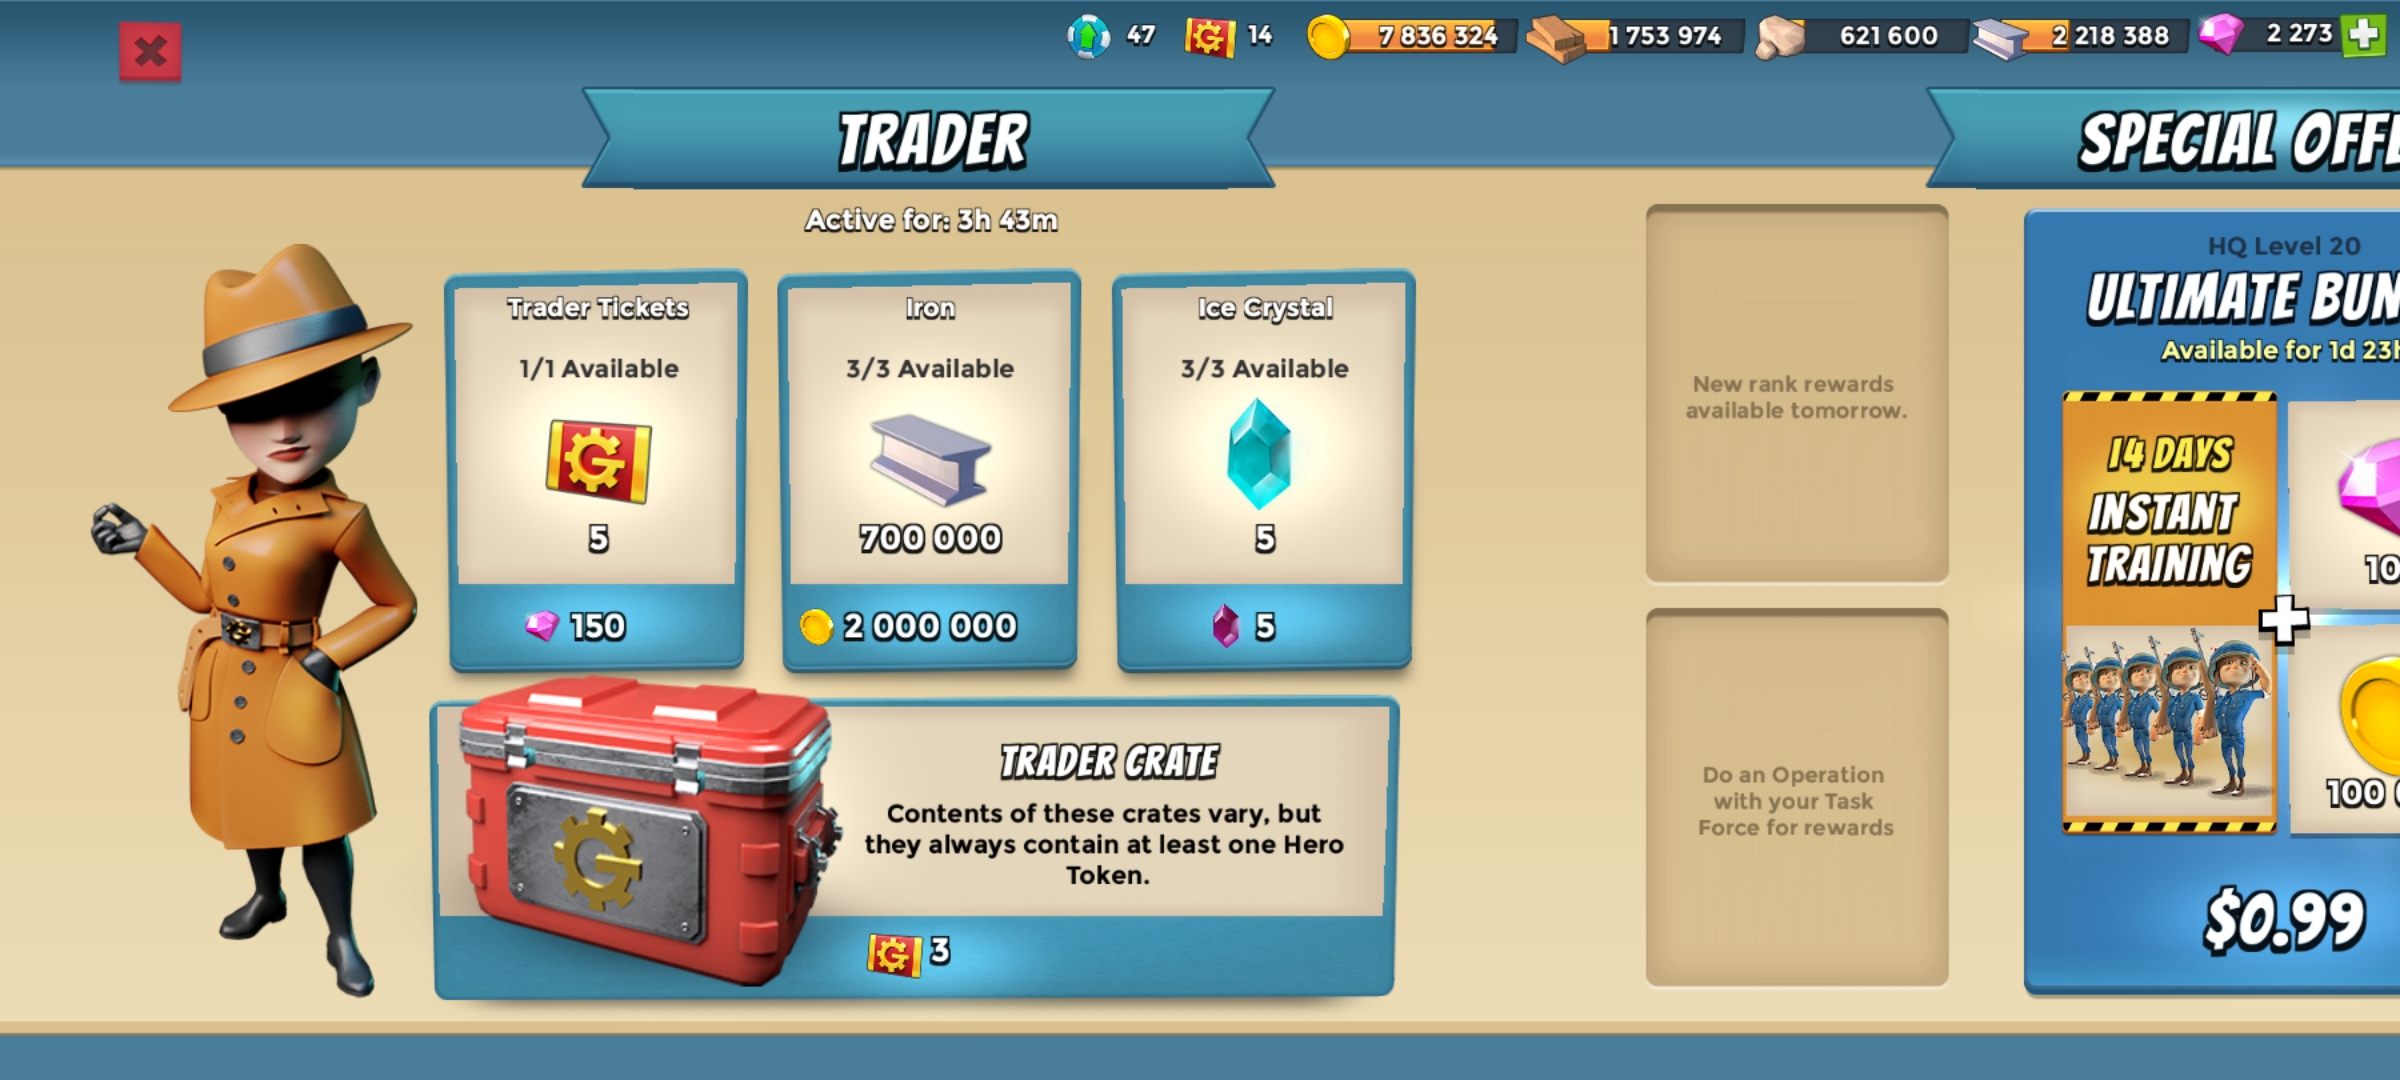 47 14 7 836 324 1 753 974 621 600 2 218 388 2 273
TRADER
Active for: 3h 43m
Trader Tickets
1/1 Available
5
150
Iron
3/3 Available
700 000
2 000 000
Ice Crystal
3/3 Available
5
5
TRADER CRATE
Contents of these crates vary, but
they always contain at least one Hero
Token.
3
New rank rewards
available tomorrow.
Do an Operation
with your Task
Force for rewards
SPECIAL OFFE
HQ Level 20
ULTIMATE BUN
Available for 1d 23h
14 DAYS
INSTANT
TRAINING
10
100
$0.99